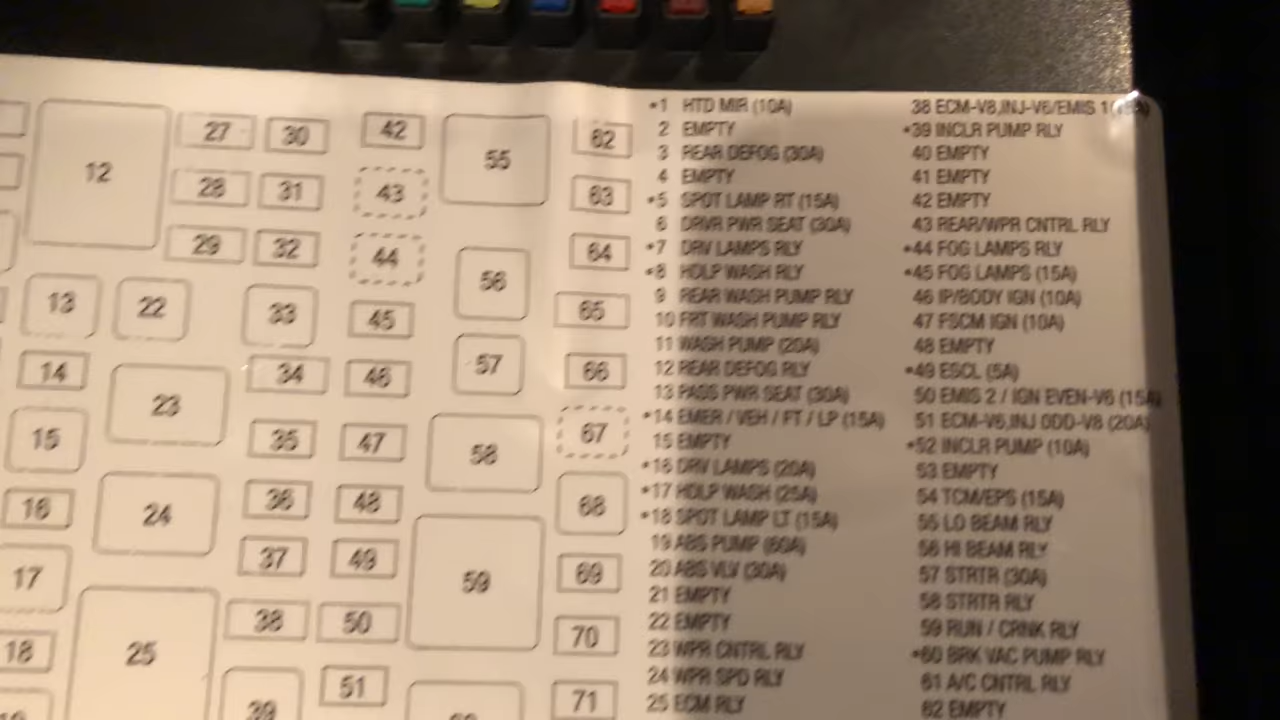 12
27
30
42
55
62
28
31
43
63
29
32
44
64
13
22
33
45
56
65
14
34
46
57
66
23
15
35
47
58
67
16
24
36
48
68
37
49
59
69
17
38
50
70
18
25
51
71
39
•1 HTD MIR (10A)
2 EMPTY
3 REAR DEFOG (30A)
4 EMPTY
•5 SPOT LAMP RT (15A)
6 DRVR PWR SEAT (30A)
•7 DRV LAMPS RLY
•8 HDLP WASH RLY
9 REAR WASH PUMP RLY
10 FRT WASH PUMP RLY
11 WASH PUMP (20A)
12 REAR DEFOG RLY
13 PASS PWR SEAT (30A)
•14 EMER / VEH / FT / LP (15A)
15 EMPTY
•16 DRV LAMPS (20A)
•17 HDLP WASH (25A)
•18 SPOT LAMP LT (15A)
19 ABS PUMP (60A)
20 ABS VLV (30A)
21 EMPTY
22 EMPTY
23 WPR CNTRL RLY
24 WPR SPD RLY
25 ECM RLY
38 ECM-V8,INJ-V6/EMIS 1
•39 INCLR PUMP RLY
40 EMPTY
41 EMPTY
42 EMPTY
43 REAR/WPR CNTRL RLY
•44 FOG LAMPS RLY
•45 FOG LAMPS (15A)
46 IP/BODY IGN (10A)
47 FSCM IGN (10A)
48 EMPTY
•49 ESCL (5A)
50 EMIS 2 / IGN EVEN-V6 (15A)
51 ECM-V6,INJ ODD-V8 (20A)
•52 INCLR PUMP (10A)
53 EMPTY
54 TCM/EPS (15A)
55 LO BEAM RLY
56 HI BEAM RLY
57 STRTR (30A)
58 STRTR RLY
59 RUN / CRNK RLY
•60 BRK VAC PUMP RLY
61 A/C CNTRL RLY
62 EMPTY